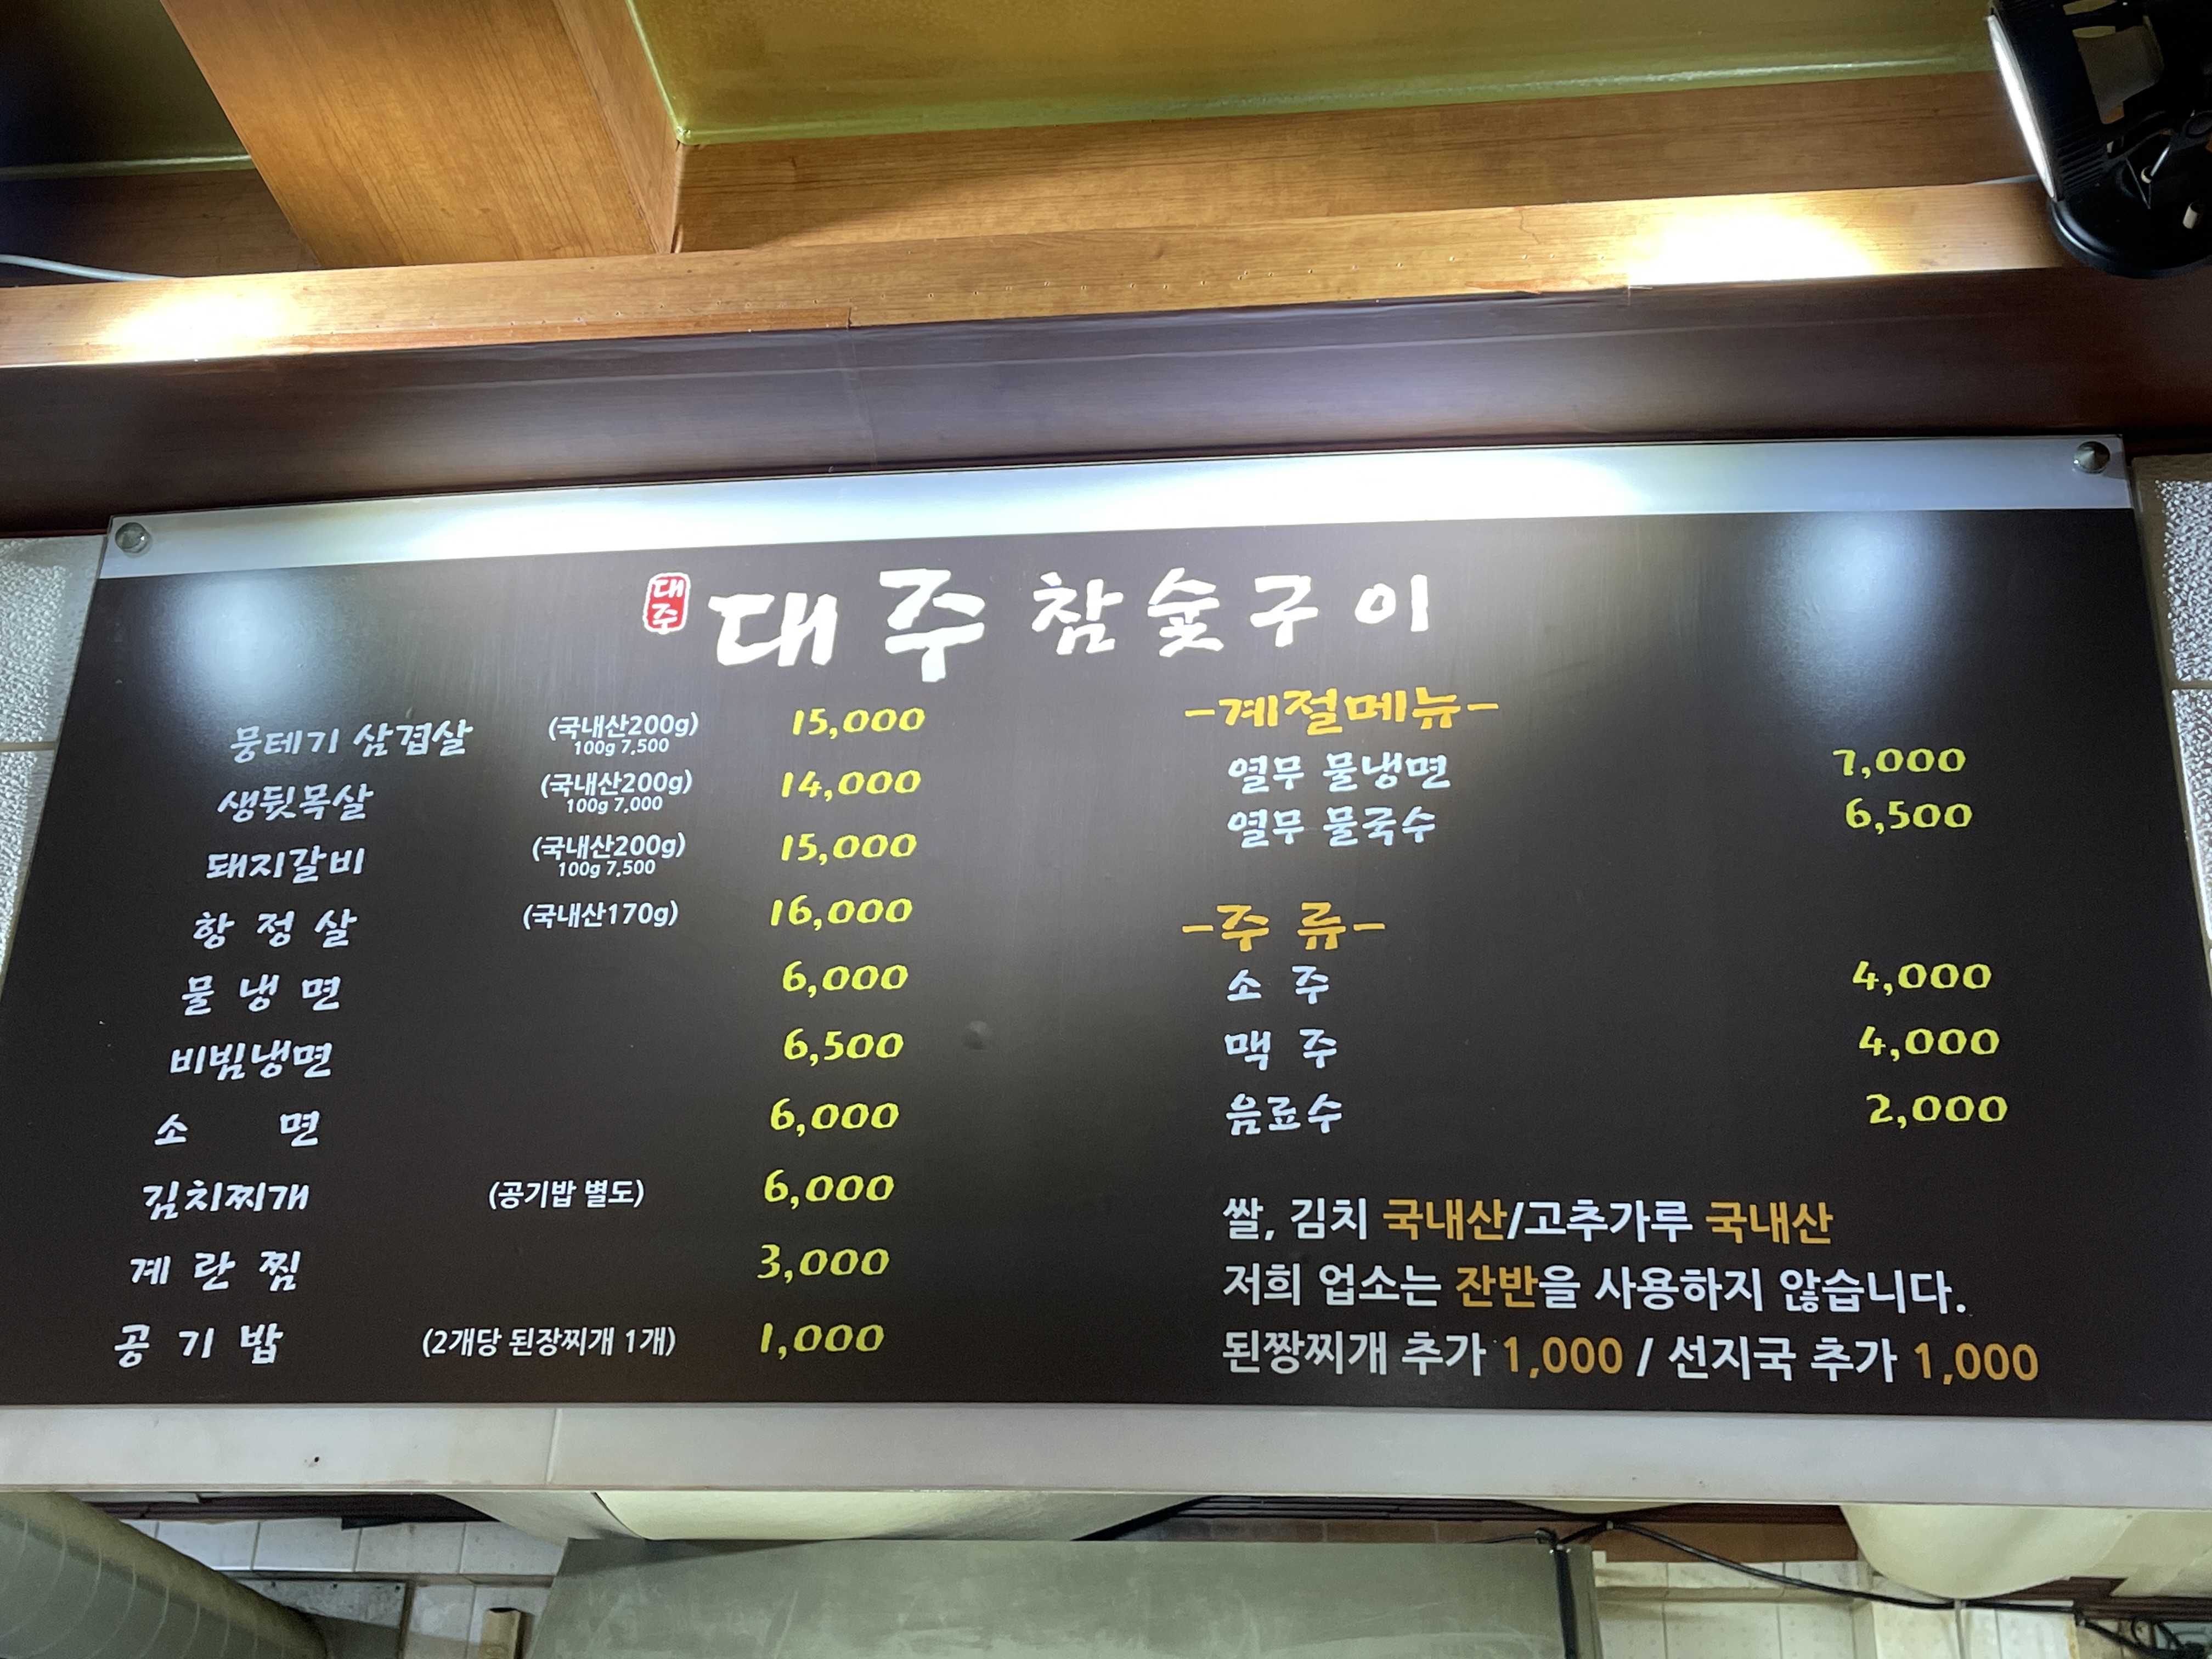 대주 대주 참숯구이
뭉테기 삼겹살 (국내산200g) 15,000
100g 7,500
생뒷목살 (국내산200g) 14,000
100g 7,000
돼지갈비 (국내산200g) 15,000
100g 7,500
항정살 (국내산170g) 16,000
물냉면 6,000
비빔냉면 6,500
소면 6,000
김치찌개 (공기밥 별도) 6,000
계란찜 3,000
공기밥 (2개당 된장찌개 1개) 1,000
-계절메뉴-
열무 물냉면 7,000
열무 물국수 6,500
-주류-
소주 4,000
맥주 4,000
음료수 2,000
쌀, 김치 국내산/고추가루 국내산
저희 업소는 잔반을 사용하지 않습니다.
된짱찌개 추가 1,000 / 선지국 추가 1,000